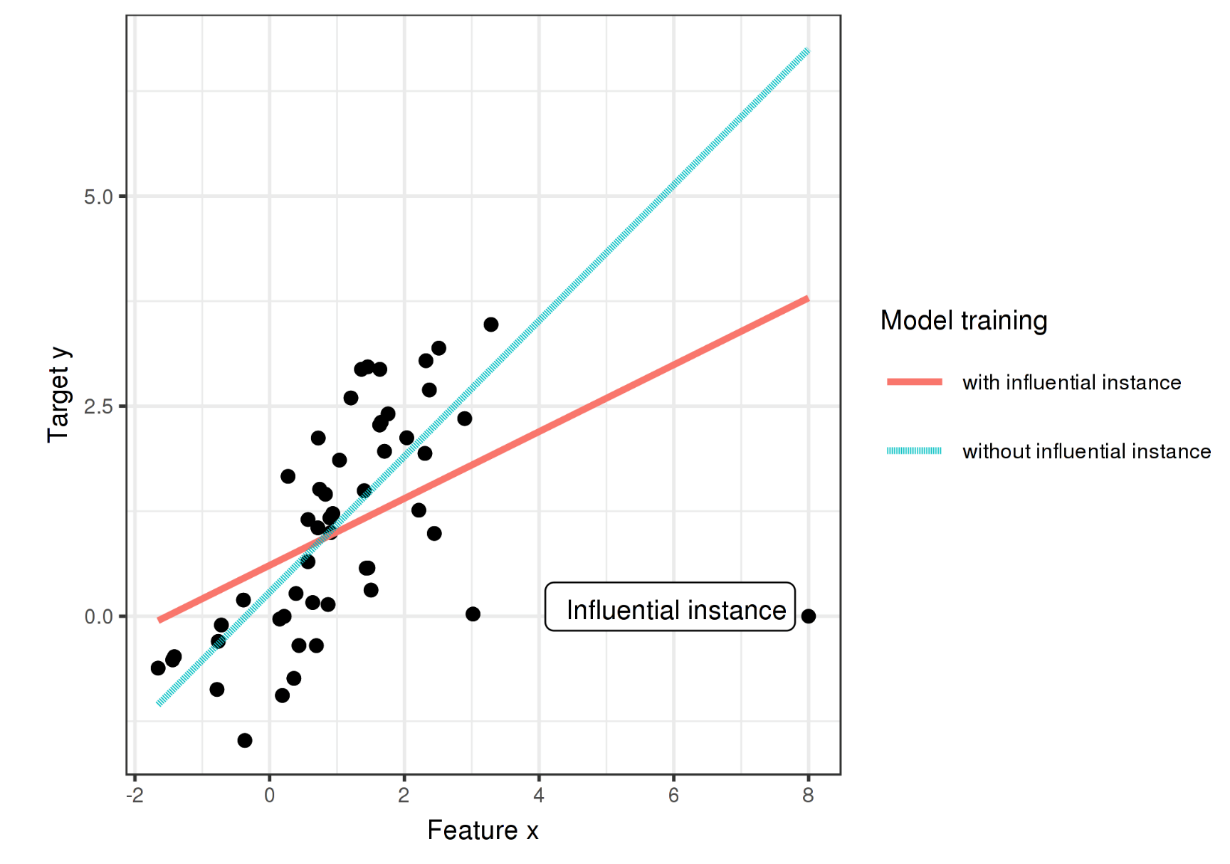 5.0
2.5
0.0
Target y
-2 0 2 4 6 8
Feature x
Influential instance
Model training
with influential instance
without influential instance